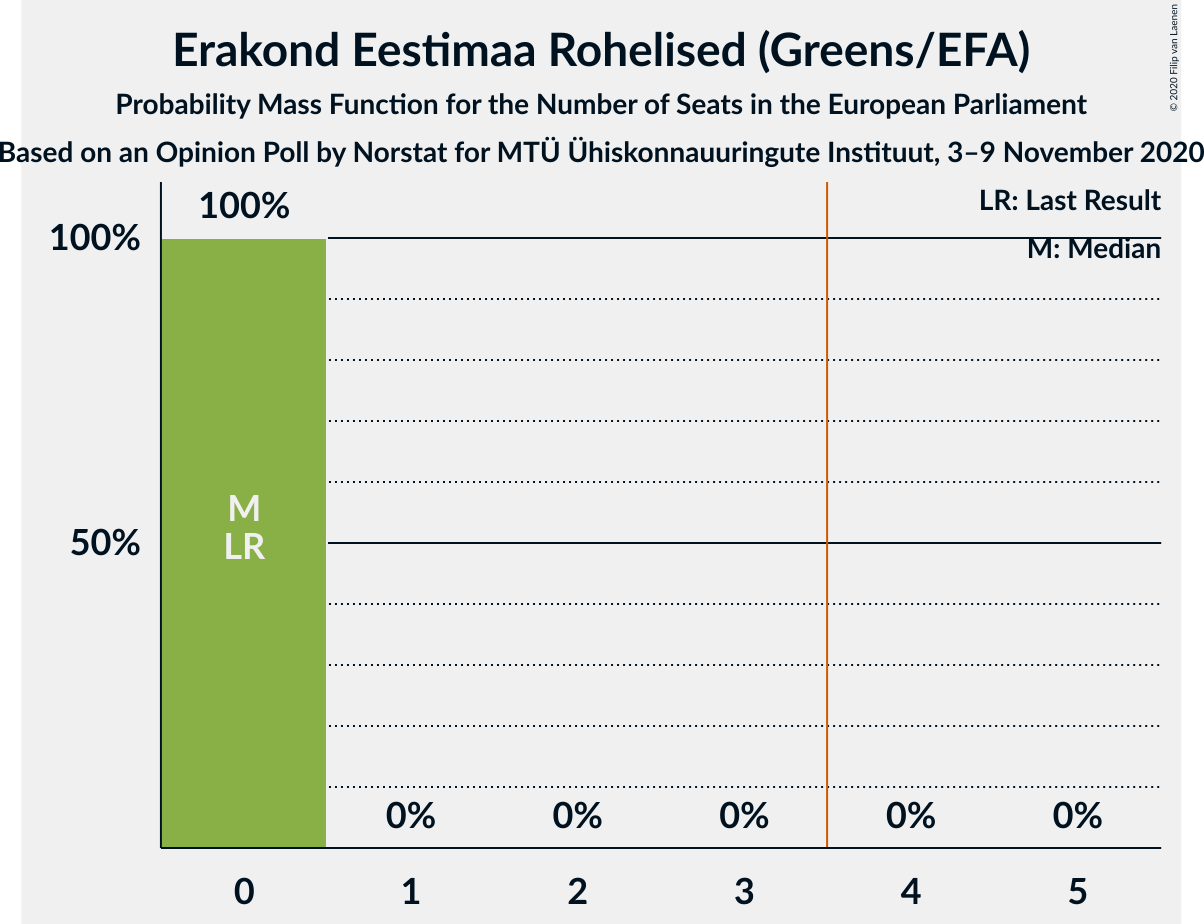 Erakond Eestimaa Rohelised (Greens/EFA)
Probability Mass Function for the Number of Seats in the European Parliament
Based on an Opinion Poll by Norstat for MTÜ Ühiskonnauuringute Instituut, 3–9 November 2020
© 2020 Filip van Laenen
LR: Last Result
M: Median
100%
100%
50%
M
LR
0% 0% 0% 0% 0%
0 1 2 3 4 5